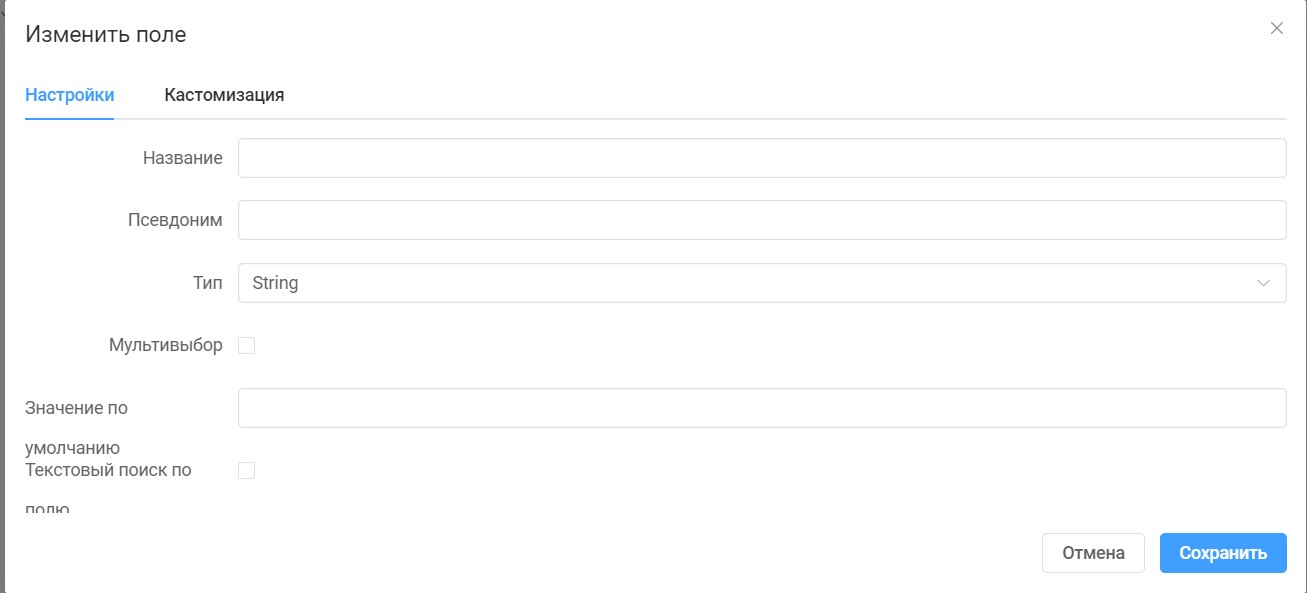 Изменить поле
Настройки Кастомизация
Название
Псевдоним
Тип String
Мультивыбор
Значение по
умолчанию
Текстовый поиск по
полю
Отмена Сохранить